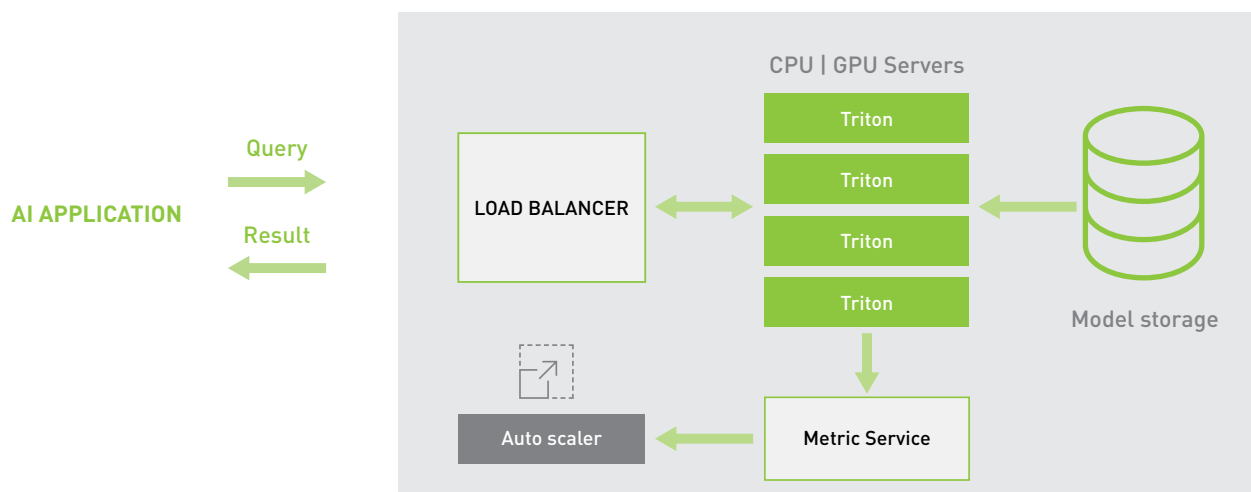 AI APPLICATION
Query
Result
LOAD BALANCER
CPU | GPU Servers
Triton
Triton
Triton
Triton
Model storage
Auto scaler
Metric Service